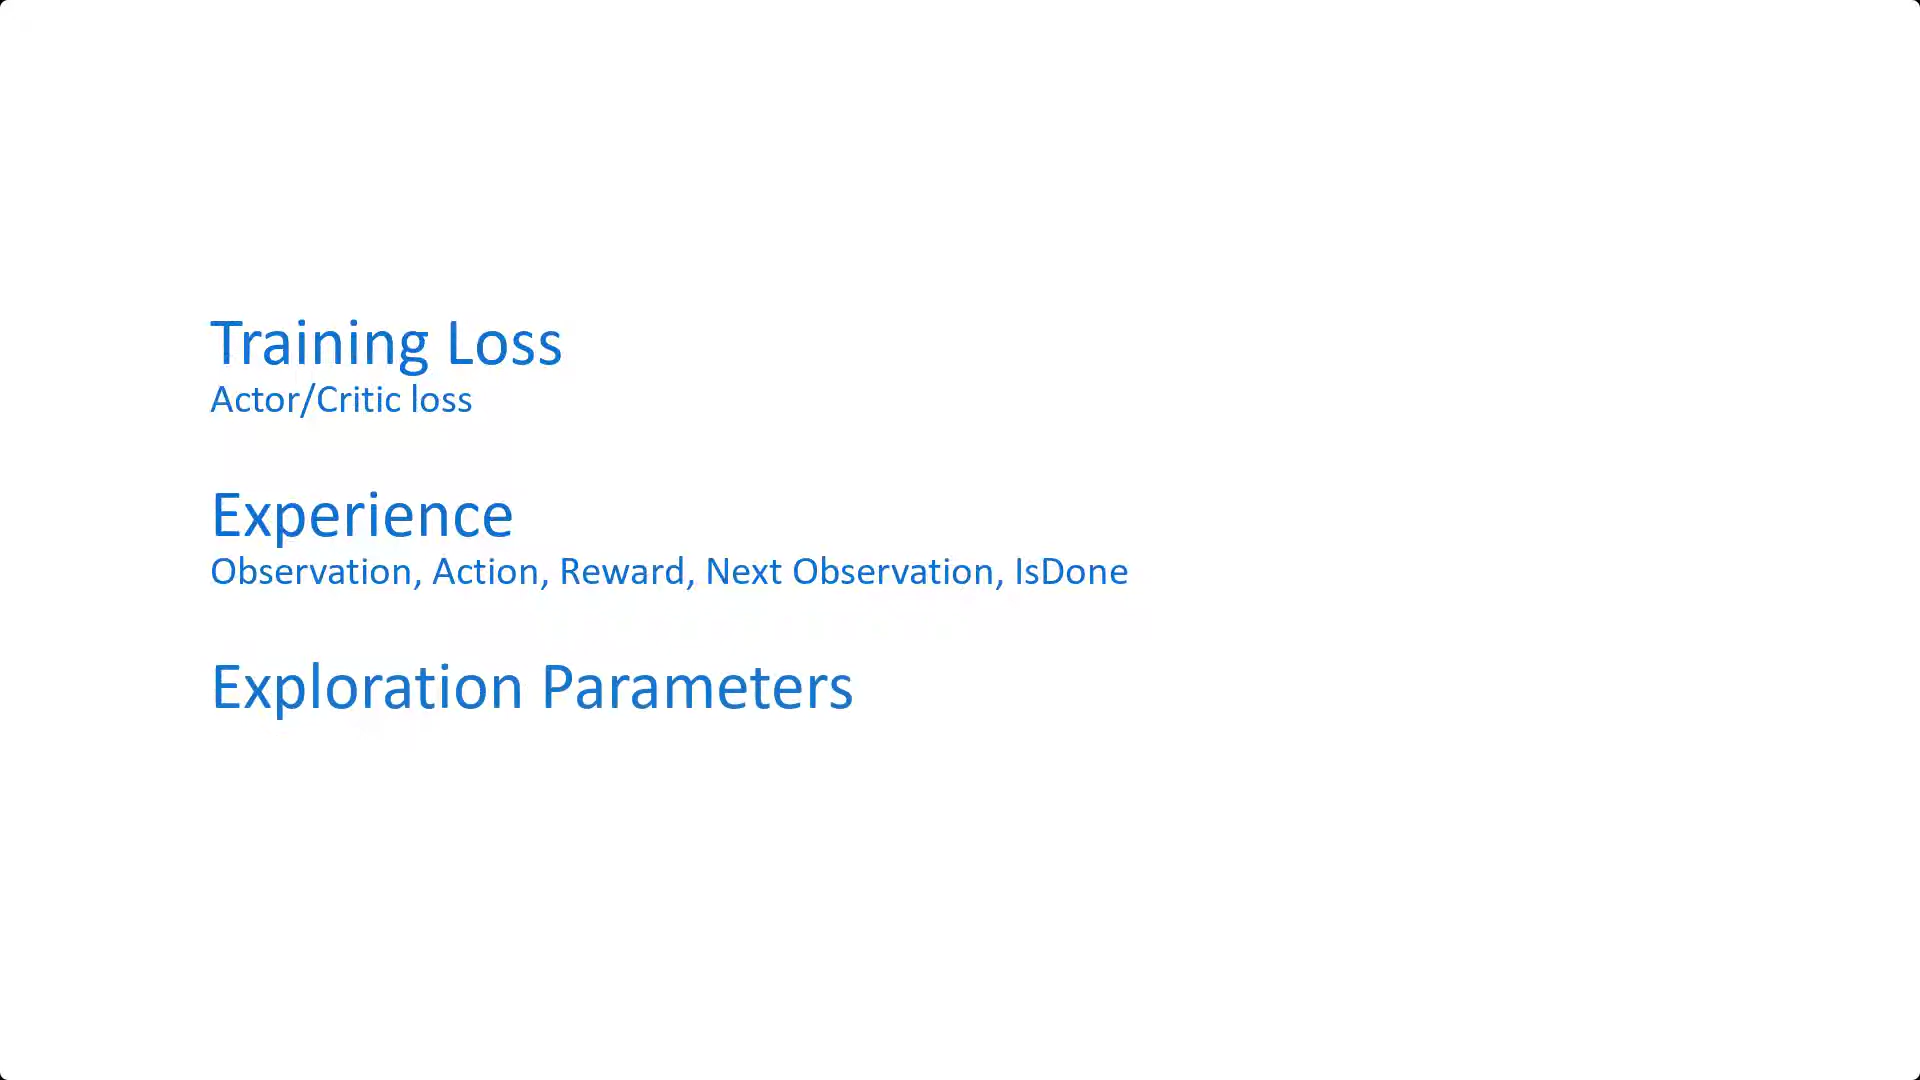 Training Loss
Actor/Critic loss
Experience
Observation, Action, Reward, Next Observation, IsDone
Exploration Parameters